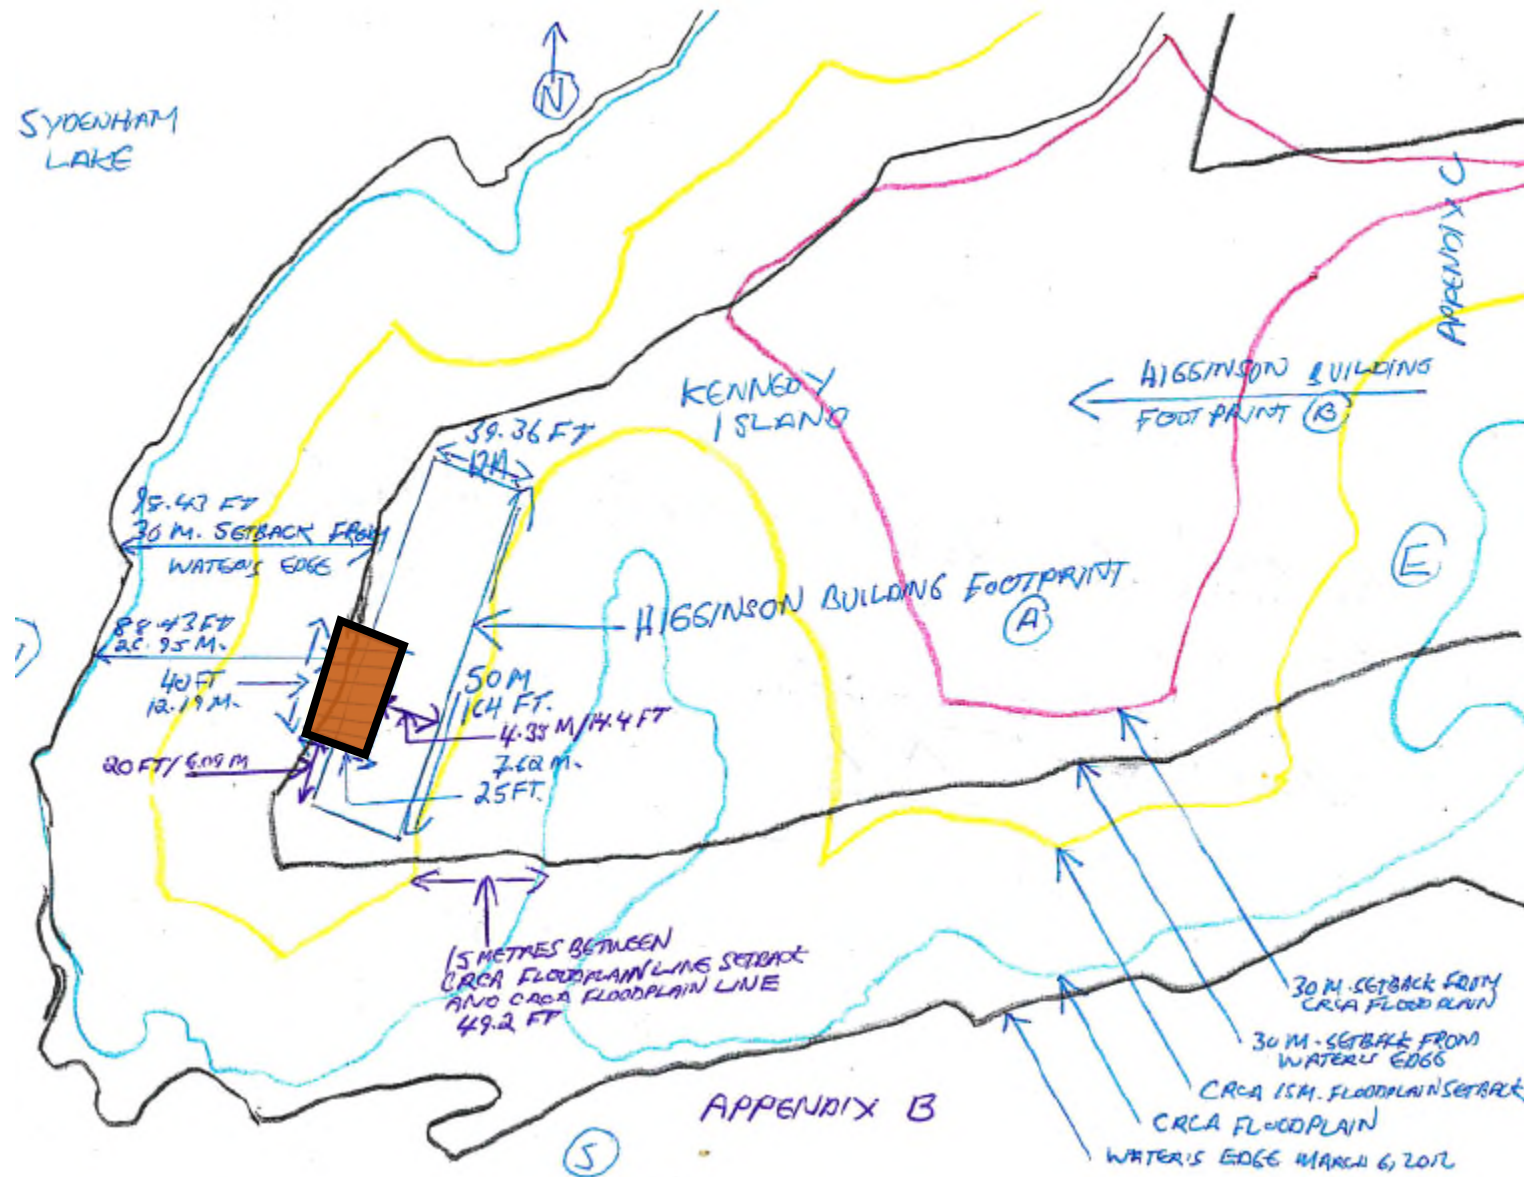 N
SYDENHAM
LAKE
APPENDIX C
KENNEDY
ISLAND
HIGGINSON BUILDING
FOOTPRINT B
39.36 FT
12M
98.43 FT
30 M. SETBACK FROM
WATER'S EDGE
E
HIGGINSON BUILDING FOOTPRINT
A
88.43 FT
26.95 M.
40 FT
12.19 M.
50 M
164 FT.
4.38 M/14.4 FT
20 FT/6.09 M
7.62 M.
25 FT.
15 METRES BETWEEN
CRCA FLOODPLAIN LINE SETBACK
AND CRCA FLOODPLAIN LINE
49.2 FT
30 M. SETBACK FROM
CRCA FLOODPLAIN
30 M. SETBACK FROM
WATER'S EDGE
CRCA 15M. FLOODPLAIN SETBACK
CRCA FLOODPLAIN
WATER'S EDGE MARCH 6, 2012
APPENDIX B
S